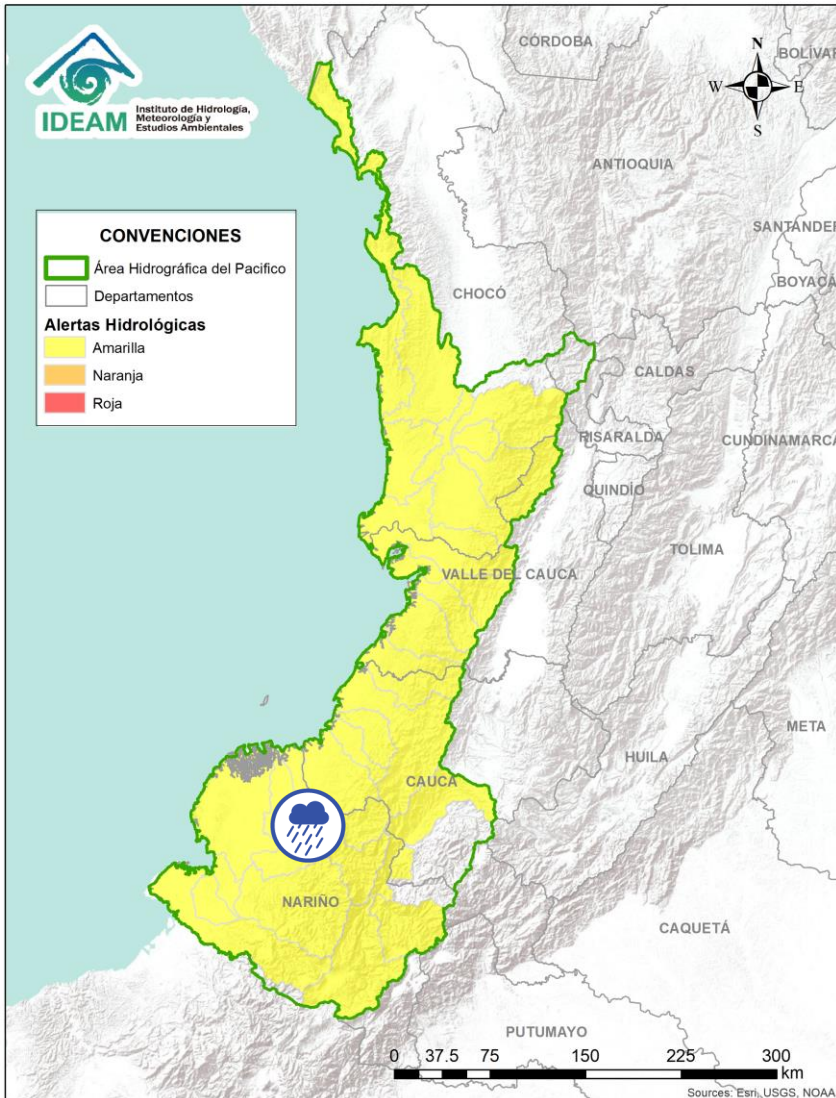 IDEAM
Instituto de Hidrología,
Meteorología y
Estudios Ambientales
CÓRDOBA
BOLÍVAR
N
W
E
S
ANTIOQUIA
SANTANDER
BOYACÁ
CONVENCIONES
Área Hidrográfica del Pacifico
Departamentos
Alertas Hidrológicas
Amarilla
Naranja
Roja
CHOCÓ
CALDAS
RISARALDA
CUNDINAMARCA
QUINDÍO
TOLIMA
VALLE DEL CAUCA
META
HUILA
CAUCA
NARIÑO
CAQUETÁ
PUTUMAYO
0 37.5 75 150 225 300
km
Sources: Esri, USGS, NOAA